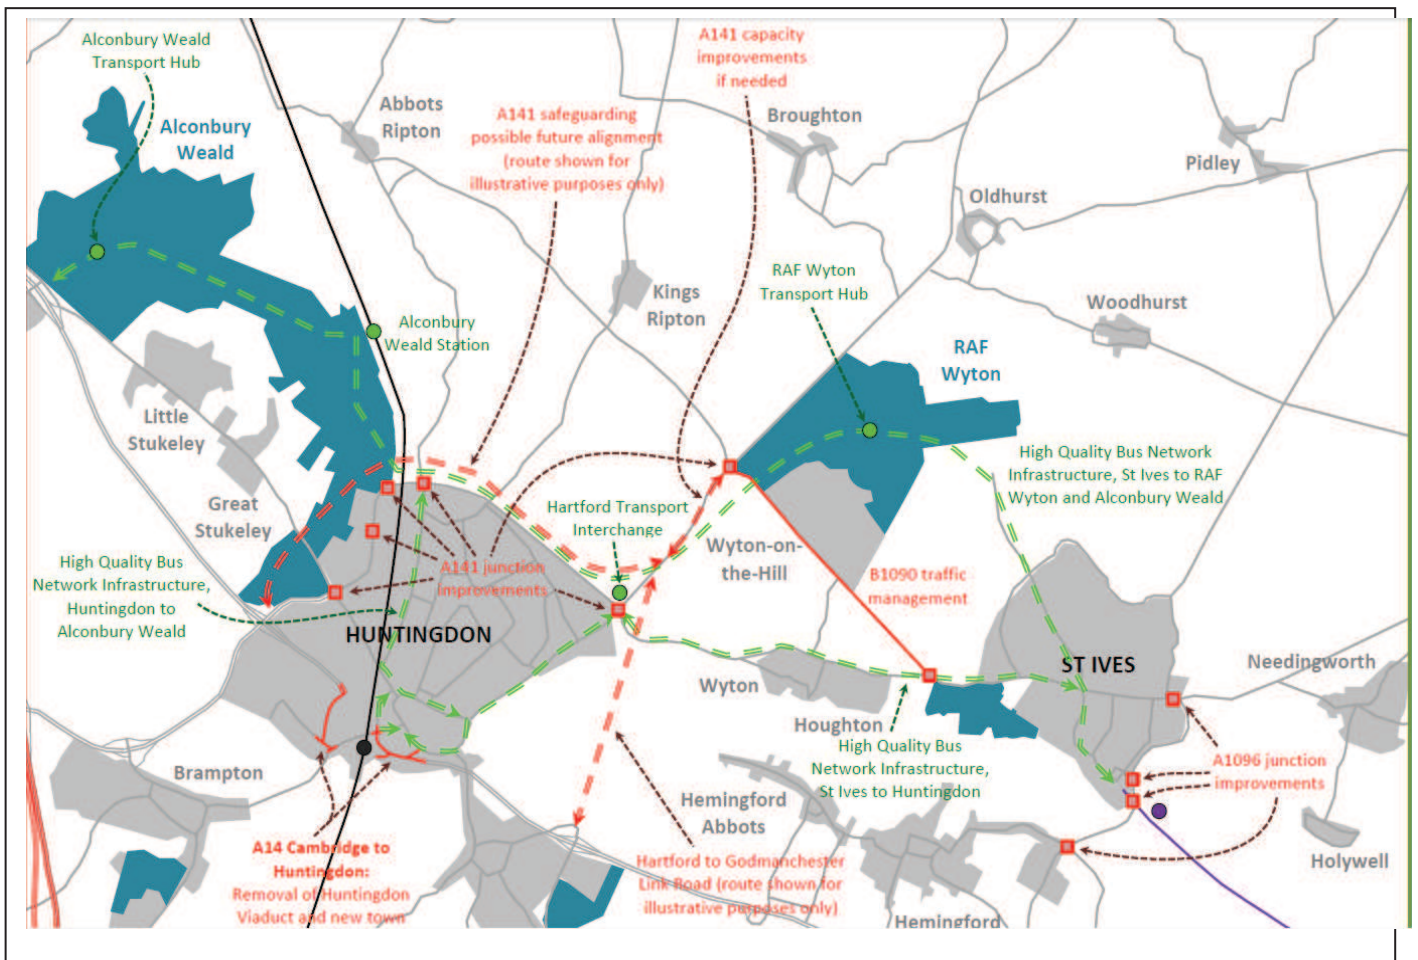 Alconbury Weald
Transport Hub
A141 capacity
improvements
if needed
Abbots
Ripton
Alconbury
Weald
A141 safeguarding
possible future alignment
(route shown for
illustrative purposes only)
Broughton
Pidley
Oldhurst
RAF Wyton
Transport Hub
Kings
Ripton
Woodhurst
Alconbury
Weald Station
RAF
Wyton
Little
Stukeley
High Quality Bus Network
Infrastructure, St Ives to RAF
Wyton and Alconbury Weald
Great
Stukeley
Hartford Transport
Interchange
Wyton-on-
the-Hill
High Quality Bus
Network Infrastructure,
Huntingdon to
Alconbury Weald
A141 junction
improvements
B1090 traffic
management
HUNTINGDON
ST IVES
Needingworth
Wyton
Houghton
High Quality Bus
Network Infrastructure,
St Ives to Huntingdon
A1096 junction
improvements
Brampton
Hemingford
Abbots
A14 Cambridge to
Huntingdon:
Removal of Huntingdon
Viaduct and new town
Hartford to Godmanchester
Link Road (route shown for
illustrative purposes only)
Holywell
Hemingford